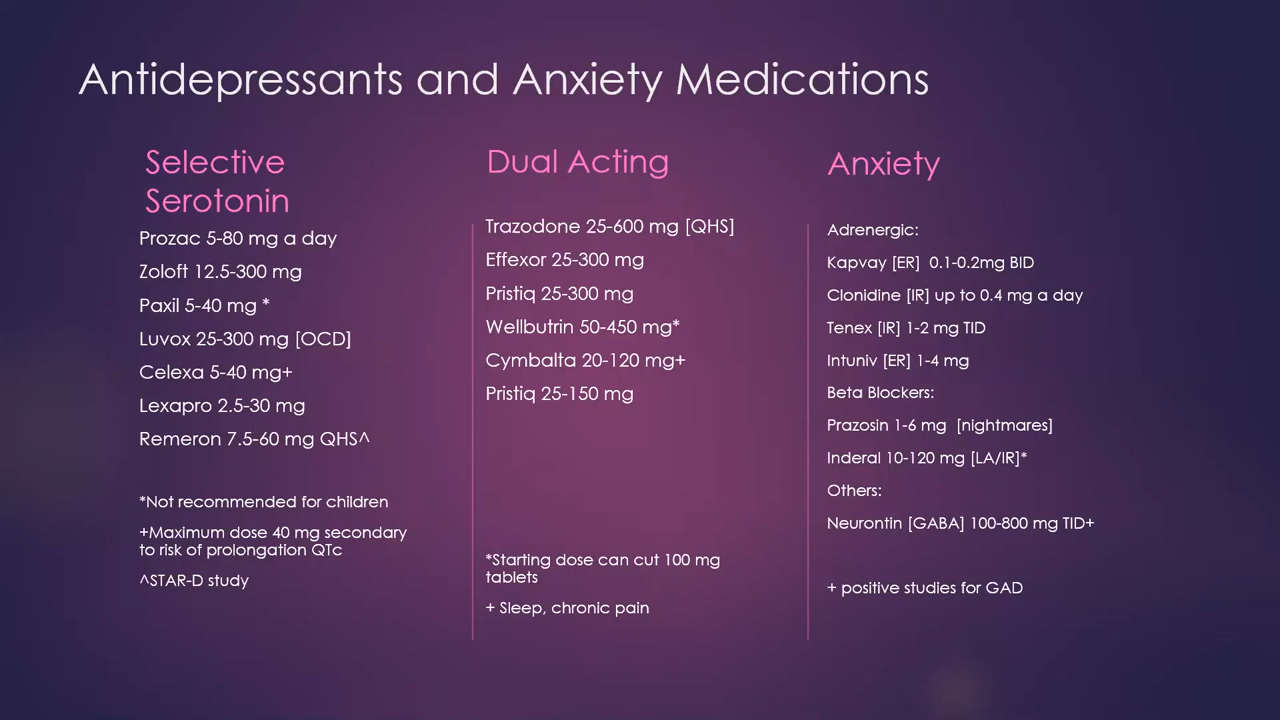 Antidepressants and Anxiety Medications
Selective
Serotonin
Prozac 5-80 mg a day
Zoloft 12.5-300 mg
Paxil 5-40 mg *
Luvox 25-300 mg [OCD]
Celexa 5-40 mg+
Lexapro 2.5-30 mg
Remeron 7.5-60 mg QHS^
*Not recommended for children
+Maximum dose 40 mg secondary
to risk of prolongation QTc
^STAR-D study
Dual Acting
Trazodone 25-600 mg [QHS]
Effexor 25-300 mg
Pristiq 25-300 mg
Wellbutrin 50-450 mg*
Cymbalta 20-120 mg+
Pristiq 25-150 mg
*Starting dose can cut 100 mg
tablets
+ Sleep, chronic pain
Anxiety
Adrenergic:
Kapvay [ER]  0.1-0.2mg BID
Clonidine [IR] up to 0.4 mg a day
Tenex [IR] 1-2 mg TID
Intuniv [ER] 1-4 mg
Beta Blockers:
Prazosin 1-6 mg  [nightmares]
Inderal 10-120 mg [LA/IR]*
Others:
Neurontin [GABA] 100-800 mg TID+
+ positive studies for GAD